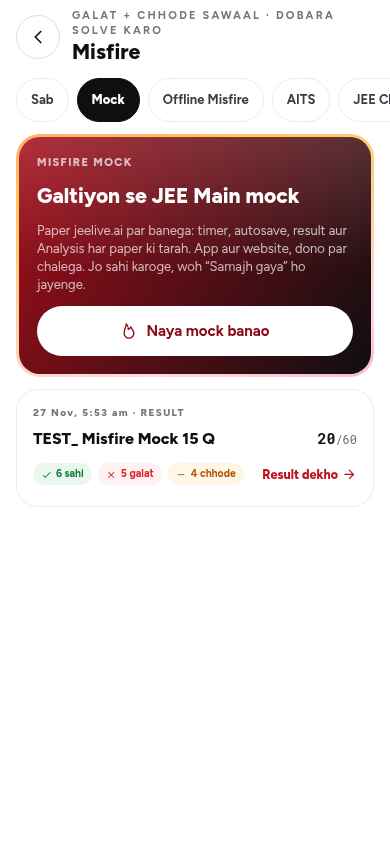 GALAT + CHHODE SAWAAL · DOBARA
SOLVE KARO
Misfire
Sab
Mock
Offline Misfire
AITS
JEE
MISFIRE MOCK
Galtiyon se JEE Main mock
Paper jeelive.ai par banega: timer, autosave, result aur
Analysis har paper ki tarah. App aur website, dono par
chalega. Jo sahi karoge, woh “Samajh gaya” ho
jayenge.
Naya mock banao
27 Nov, 5:53 am · RESULT
TEST_ Misfire Mock 15 Q
20/60
6 sahi
5 galat
4 chhode
Result dekho →